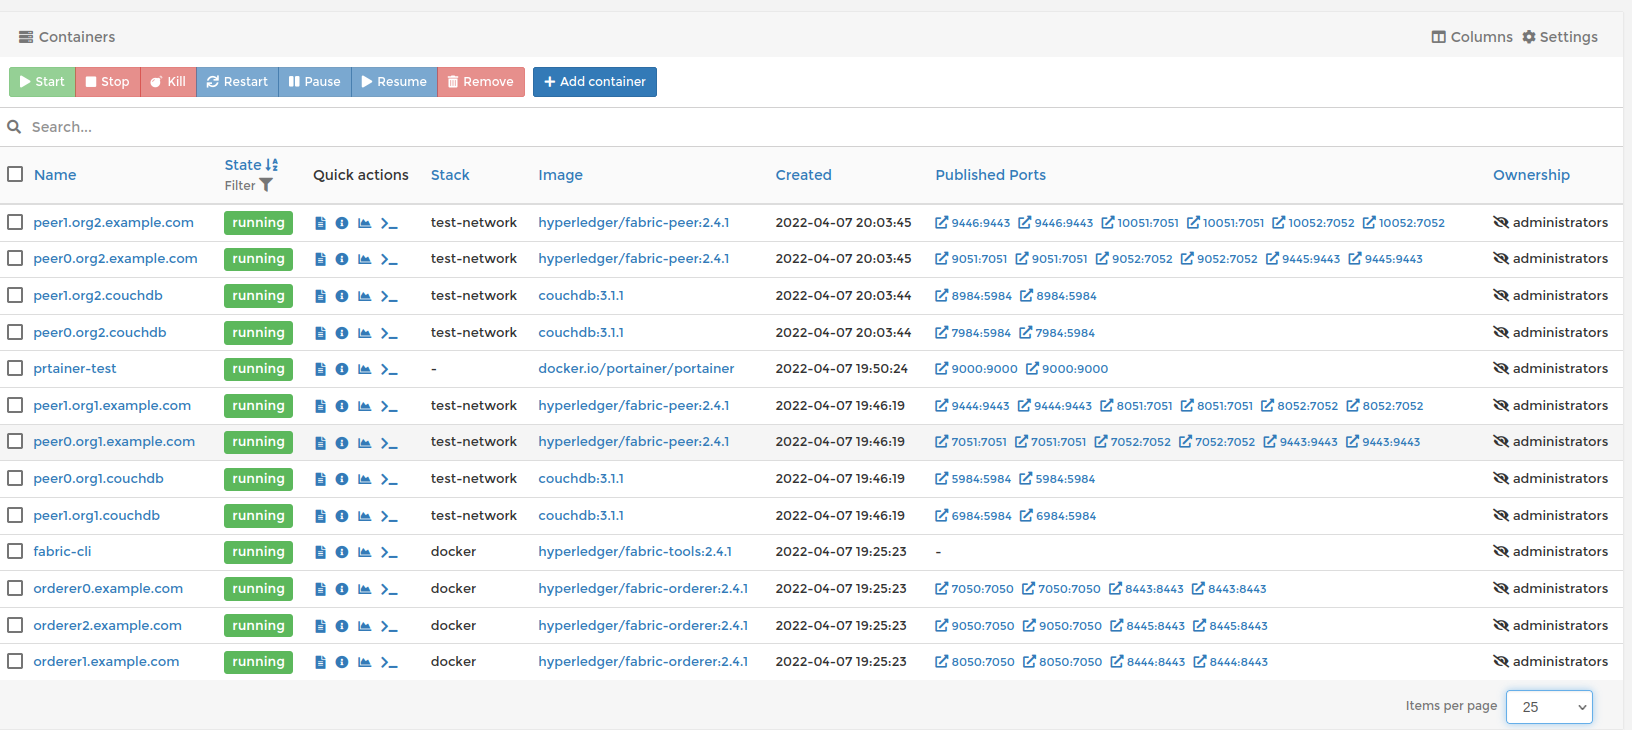 Containers Columns Settings
Start Stop Kill Restart Pause Resume Remove + Add container
Search...
Name State Filter Quick actions Stack Image Created Published Ports Ownership
peer1.org2.example.com running test-network hyperledger/fabric-peer:2.4.1 2022-04-07 20:03:45 9446:9443 9446:9443 10051:7051 10051:7051 10052:7052 10052:7052 administrators
peer0.org2.example.com running test-network hyperledger/fabric-peer:2.4.1 2022-04-07 20:03:45 9051:7051 9051:7051 9052:7052 9052:7052 9445:9443 9445:9443 administrators
peer1.org2.couchdb running test-network couchdb:3.1.1 2022-04-07 20:03:44 8984:5984 8984:5984 administrators
peer0.org2.couchdb running test-network couchdb:3.1.1 2022-04-07 20:03:44 7984:5984 7984:5984 administrators
prtainer-test running - docker.io/portainer/portainer 2022-04-07 19:50:24 9000:9000 9000:9000 administrators
peer1.org1.example.com running test-network hyperledger/fabric-peer:2.4.1 2022-04-07 19:46:19 9444:9443 9444:9443 8051:7051 8051:7051 8052:7052 8052:7052 administrators
peer0.org1.example.com running test-network hyperledger/fabric-peer:2.4.1 2022-04-07 19:46:19 7051:7051 7051:7051 7052:7052 7052:7052 9443:9443 9443:9443 administrators
peer0.org1.couchdb running test-network couchdb:3.1.1 2022-04-07 19:46:19 5984:5984 5984:5984 administrators
peer1.org1.couchdb running test-network couchdb:3.1.1 2022-04-07 19:46:19 6984:5984 6984:5984 administrators
fabric-cli running docker hyperledger/fabric-tools:2.4.1 2022-04-07 19:25:23 - administrators
orderer0.example.com running docker hyperledger/fabric-orderer:2.4.1 2022-04-07 19:25:23 7050:7050 7050:7050 8443:8443 8443:8443 administrators
orderer2.example.com running docker hyperledger/fabric-orderer:2.4.1 2022-04-07 19:25:23 9050:7050 9050:7050 8445:8443 8445:8443 administrators
orderer1.example.com running docker hyperledger/fabric-orderer:2.4.1 2022-04-07 19:25:23 8050:7050 8050:7050 8444:8443 8444:8443 administrators
Items per page 25